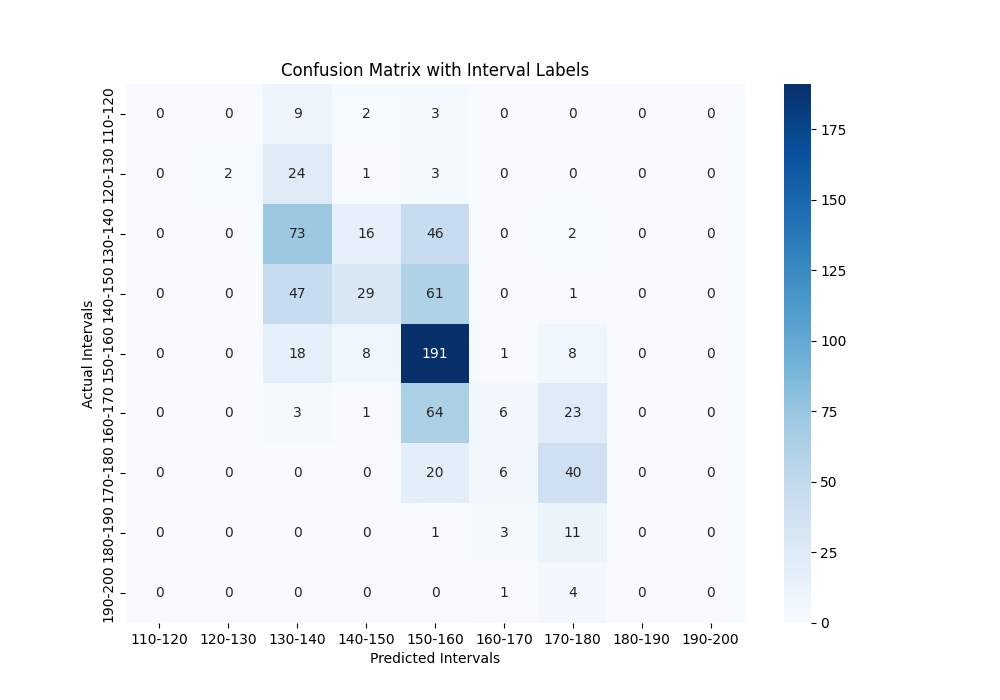 Confusion Matrix with Interval Labels
Actual Intervals
110-120 0 0 9 2 3 0 0 0 0
120-130 0 2 24 1 3 0 0 0 0
130-140 0 0 73 16 46 0 2 0 0
140-150 0 0 47 29 61 0 1 0 0
150-160 0 0 18 8 191 1 8 0 0
160-170 0 0 3 1 64 6 23 0 0
170-180 0 0 0 0 20 6 40 0 0
180-190 0 0 0 0 1 3 11 0 0
190-200 0 0 0 0 0 1 4 0 0
110-120 120-130 130-140 140-150 150-160 160-170 170-180 180-190 190-200
Predicted Intervals
175
150
125
100
75
50
25
0